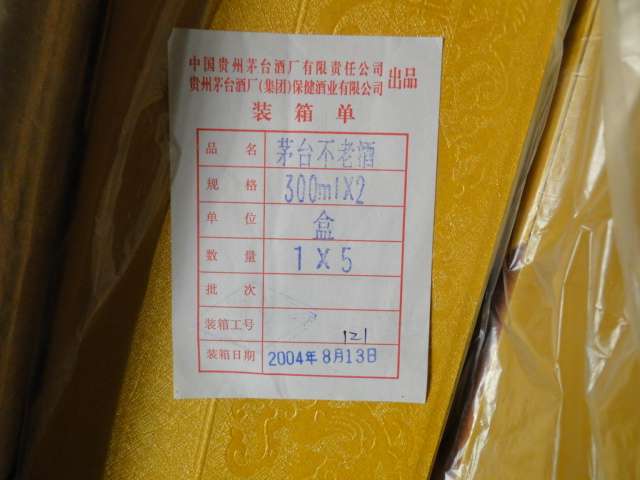 中国贵州茅台酒厂有限责任公司
贵州茅台酒厂(集团)保健酒业有限公司 出品
装箱单
品名 茅台不老酒
规格 300ml×2
单位 盒
数量 1×5
批次
装箱工号 121
装箱日期 2004年8月13日